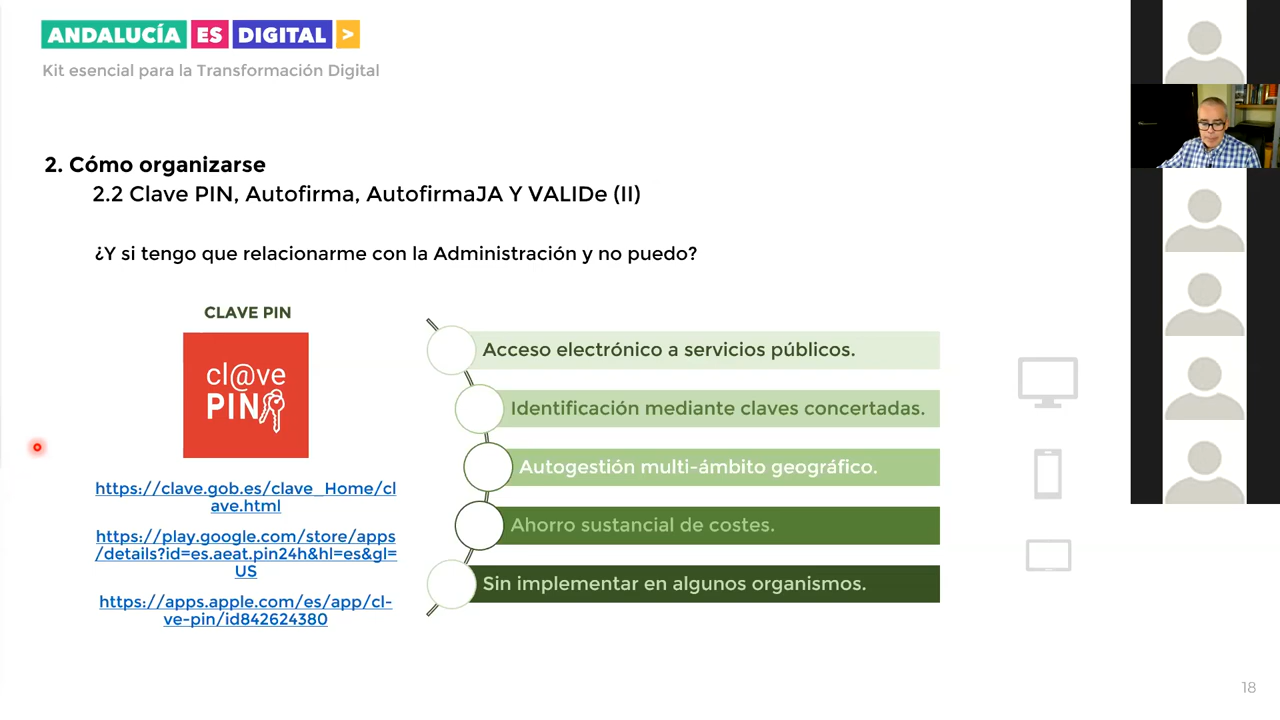 ANDALUCÍA ES DIGITAL >
Kit esencial para la Transformación Digital
2. Cómo organizarse
2.2 Clave PIN, Autofirma, AutofirmaJA Y VALIDe (II)
¿Y si tengo que relacionarme con la Administración y no puedo?
CLAVE PIN
cl@ve
PIN
https://clave.gob.es/clave_Home/cl
ave.html
https://play.google.com/store/apps
/details?id=es.aeat.pin24h&hl=es&gl=
US
https://apps.apple.com/es/app/cl-
ve-pin/id842624380
Acceso electrónico a servicios públicos.
Identificación mediante claves concertadas.
Autogestión multi-ámbito geográfico.
Ahorro sustancial de costes.
Sin implementar en algunos organismos.
18